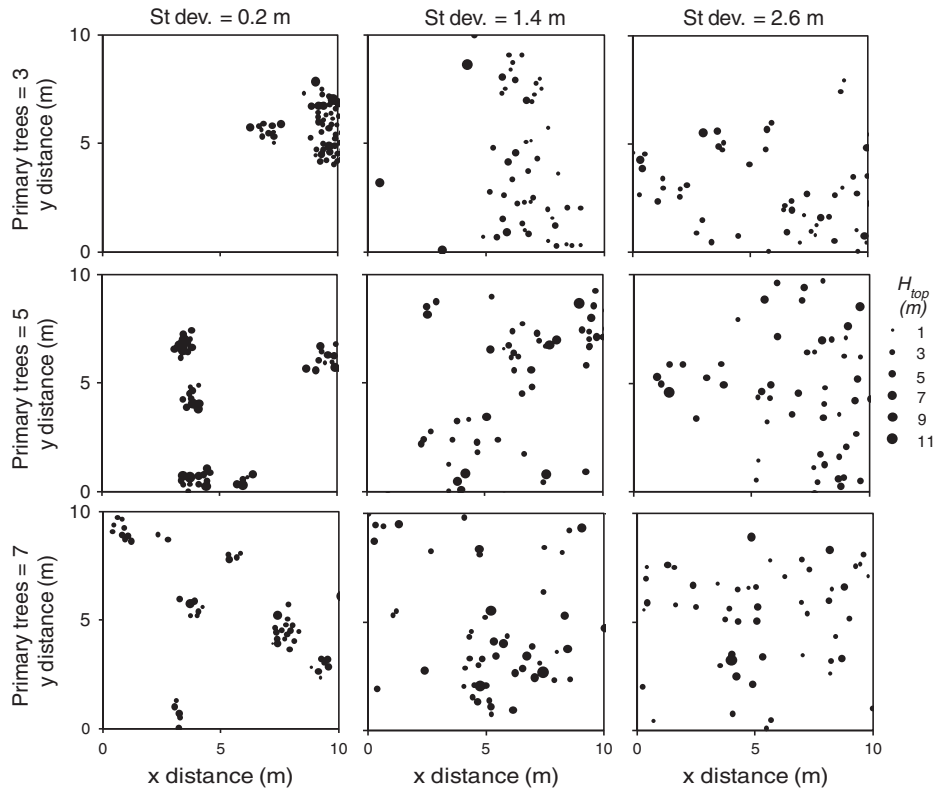 St dev. = 0.2 m
St dev. = 1.4 m
St dev. = 2.6 m
Primary trees = 3
y distance (m)
10
5
0
Primary trees = 5
y distance (m)
10
5
0
H_top
(m)
1
3
5
7
9
11
Primary trees = 7
y distance (m)
10
5
0
0
5
10
0
5
10
0
5
10
x distance (m)
x distance (m)
x distance (m)